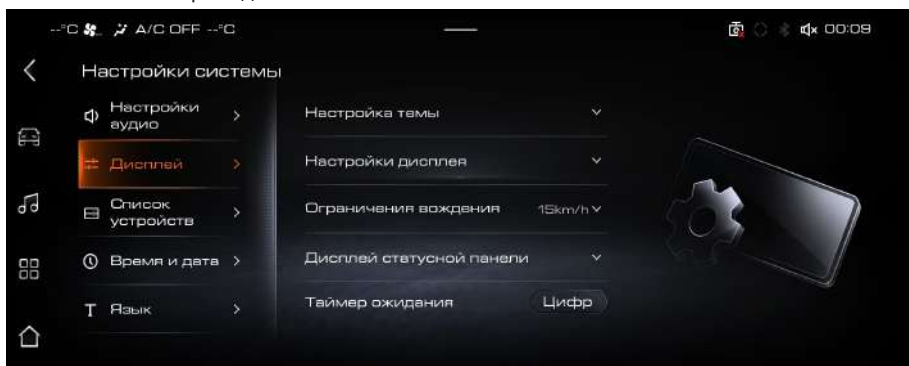 --°C A/C OFF --°C 00:09
Настройки системы
Настройки
аудио
Настройка темы
Дисплей
Настройки дисплея
Список
устройств
Ограничения вождения 15km/h
Время и дата
Дисплей статусной панели
T Язык
Таймер ожидания Цифр